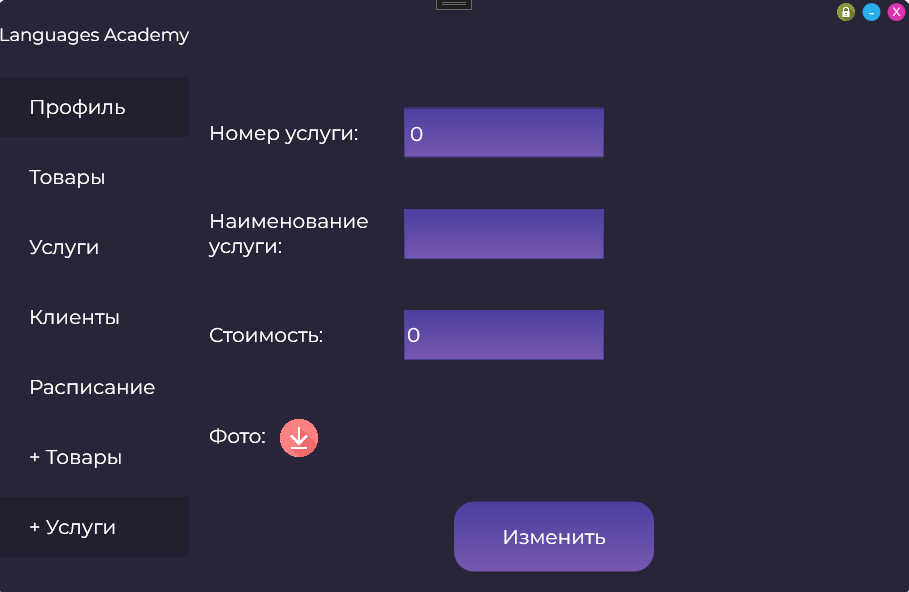 Languages Academy
X
Профиль
Товары
Услуги
Клиенты
Расписание
+ Товары
+ Услуги
Номер услуги:
0
Наименование
услуги:
Стоимость:
0
Фото:
Изменить